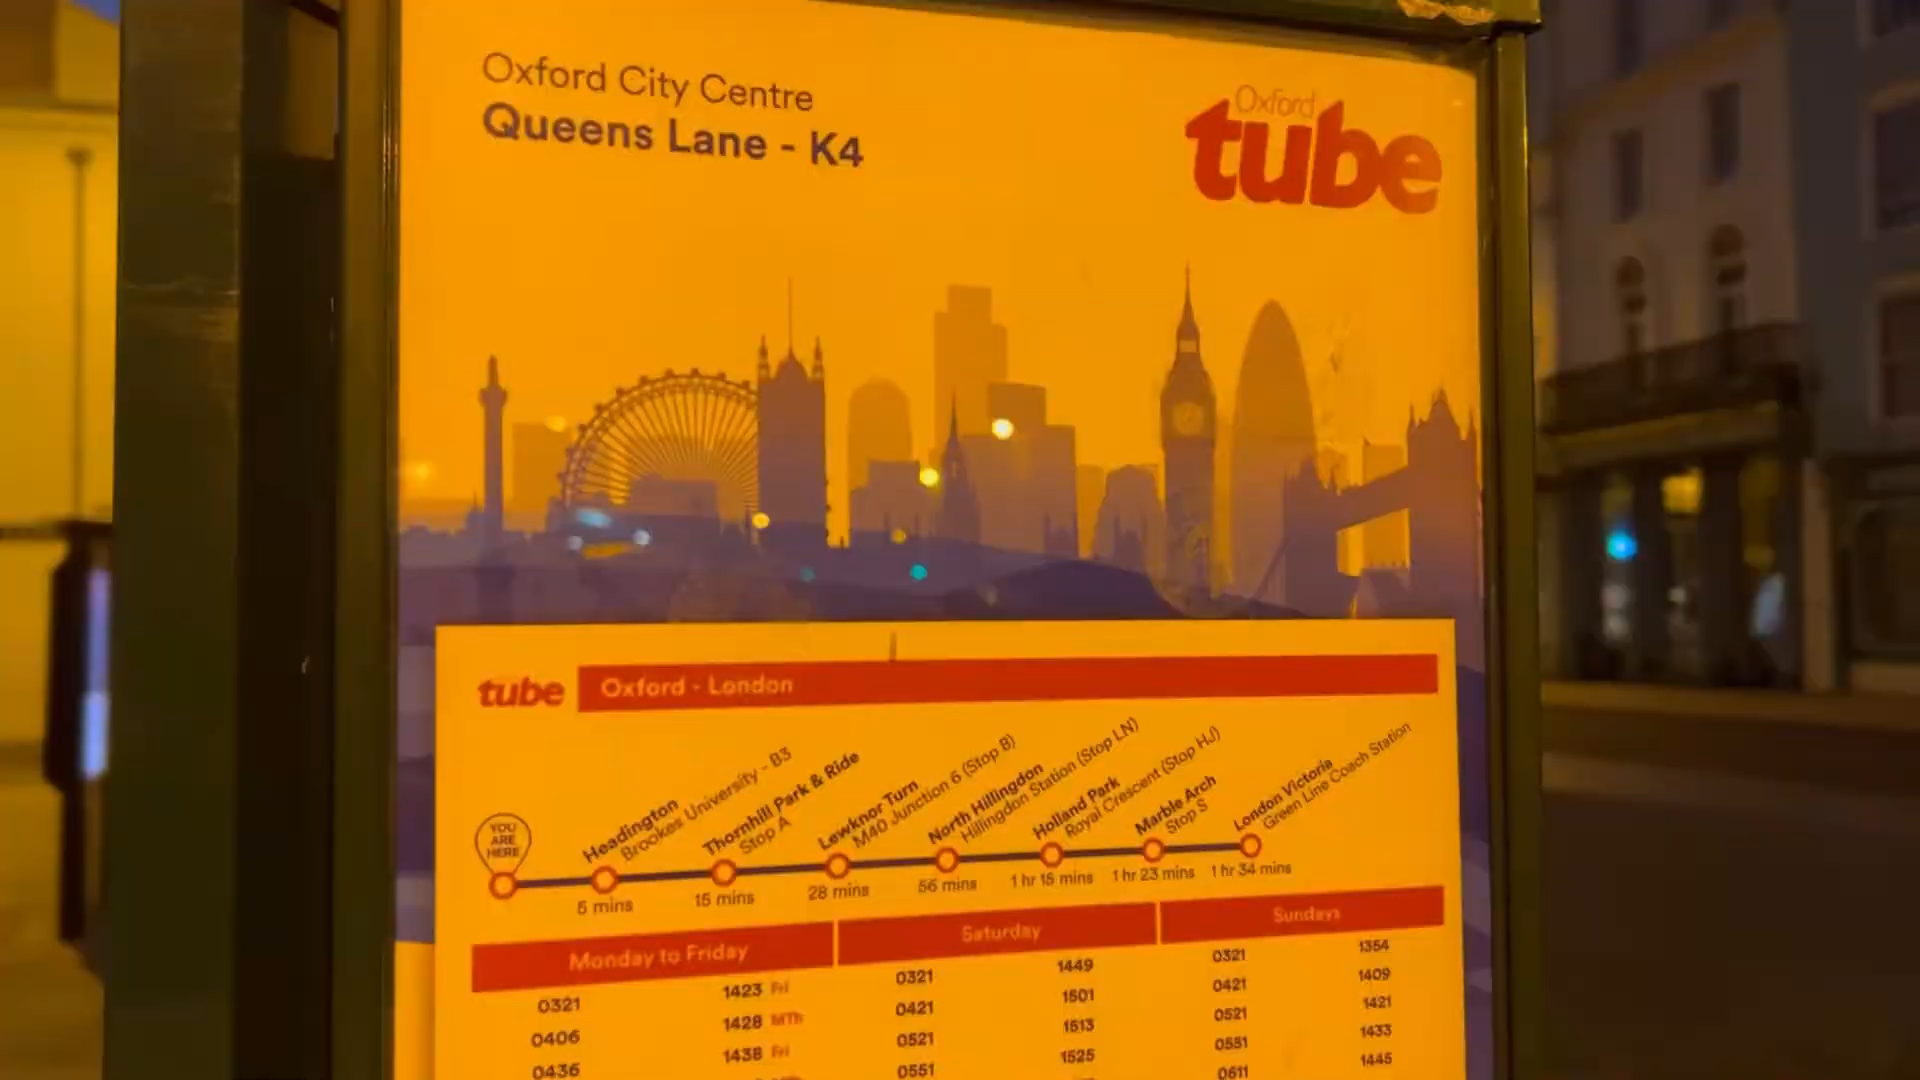 Oxford City Centre
Queens Lane - K4
Oxford
tube
tube
Oxford - London
YOU
ARE
HERE
Headington
Brookes University - B3
Thornhill Park & Ride
Stop A
Lewknor Turn
M40 Junction 6 (Stop B)
North Hillingdon
Hillingdon Station (Stop LN)
Holland Park
Royal Crescent (Stop HJ)
Marble Arch
Stop S
London Victoria
Green Line Coach Station
5 mins
15 mins
28 mins
56 mins
1 hr 15 mins
1 hr 23 mins
1 hr 34 mins
Monday to Friday
0321 1423 Fri
0406 1428 MTh
0436 1438 Fri
Saturday
0321 1449
0421 1501
0521 1513
0551 1525
Sundays
0321 1354
0421 1409
0521 1421
0551 1433
0611 1445